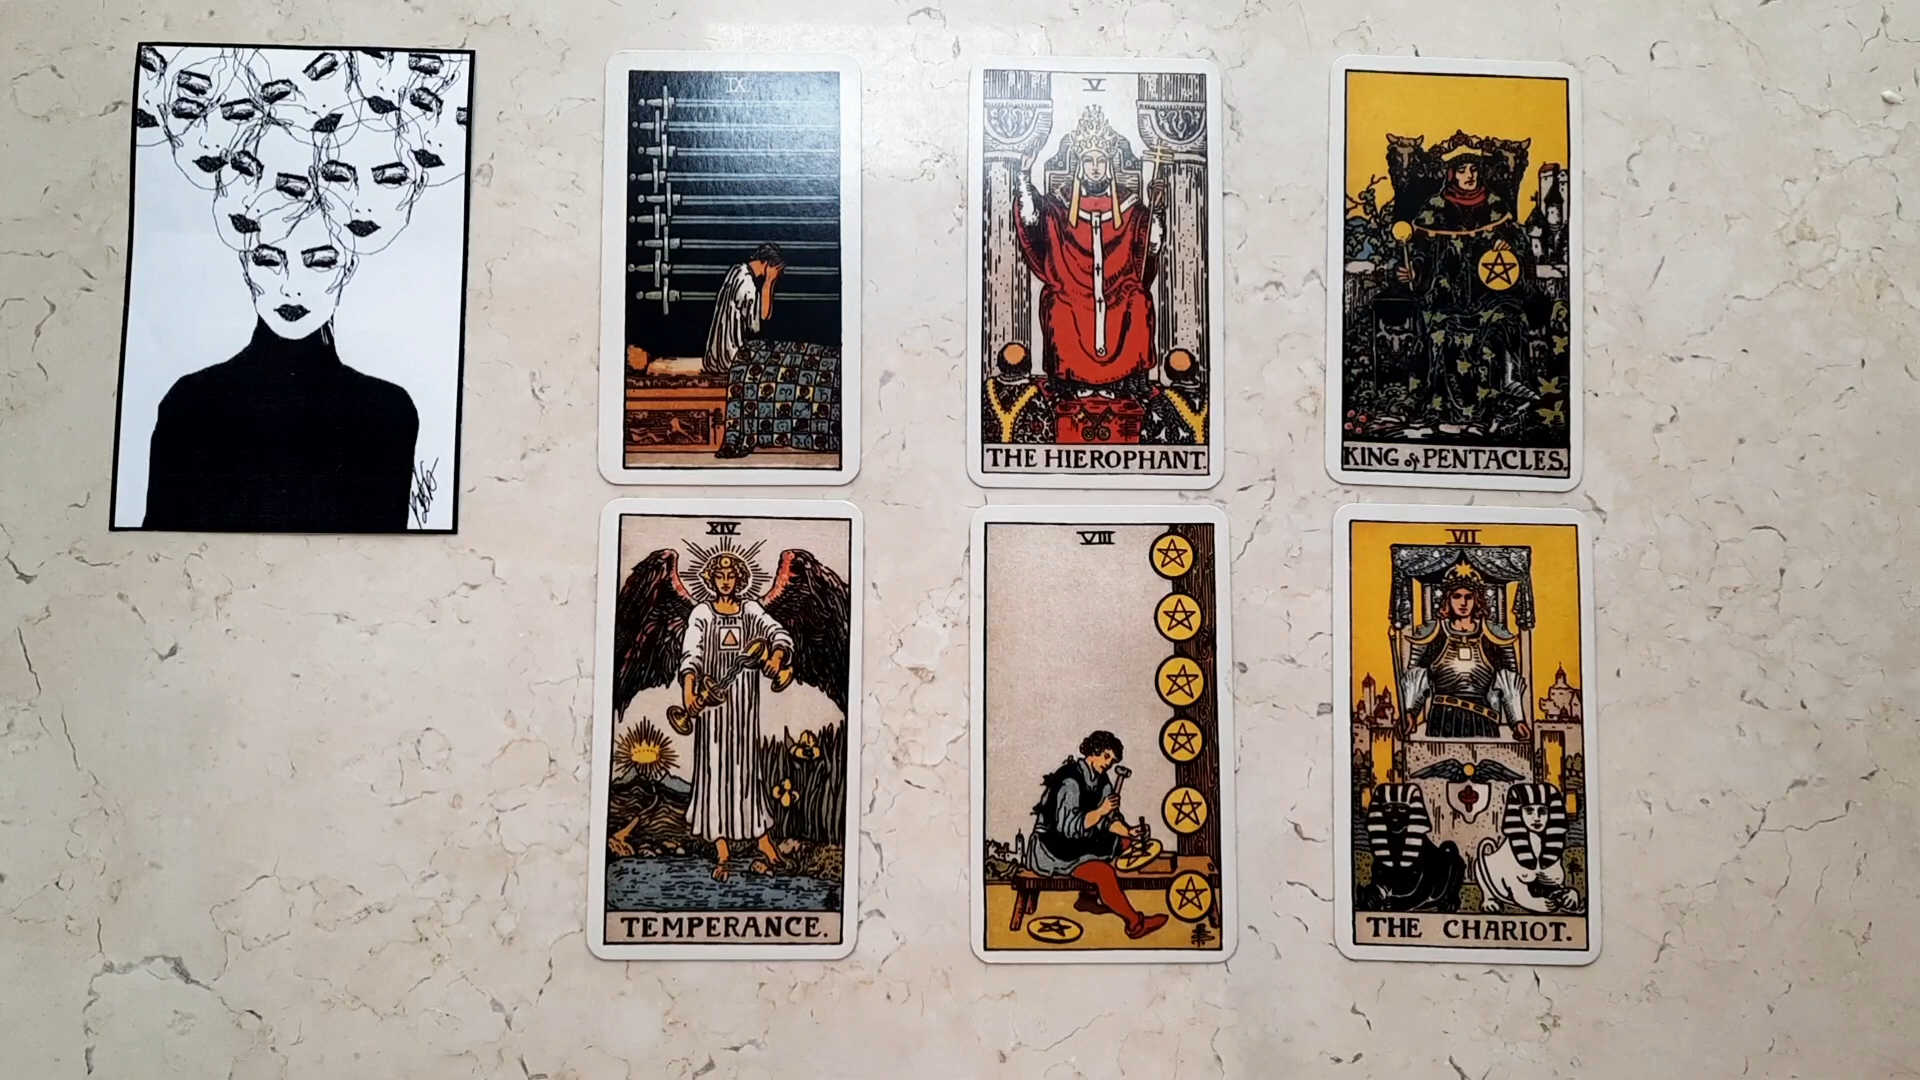 IX
V
THE HIEROPHANT.
KING of PENTACLES.
XIV
TEMPERANCE.
VIII
VII
THE CHARIOT.